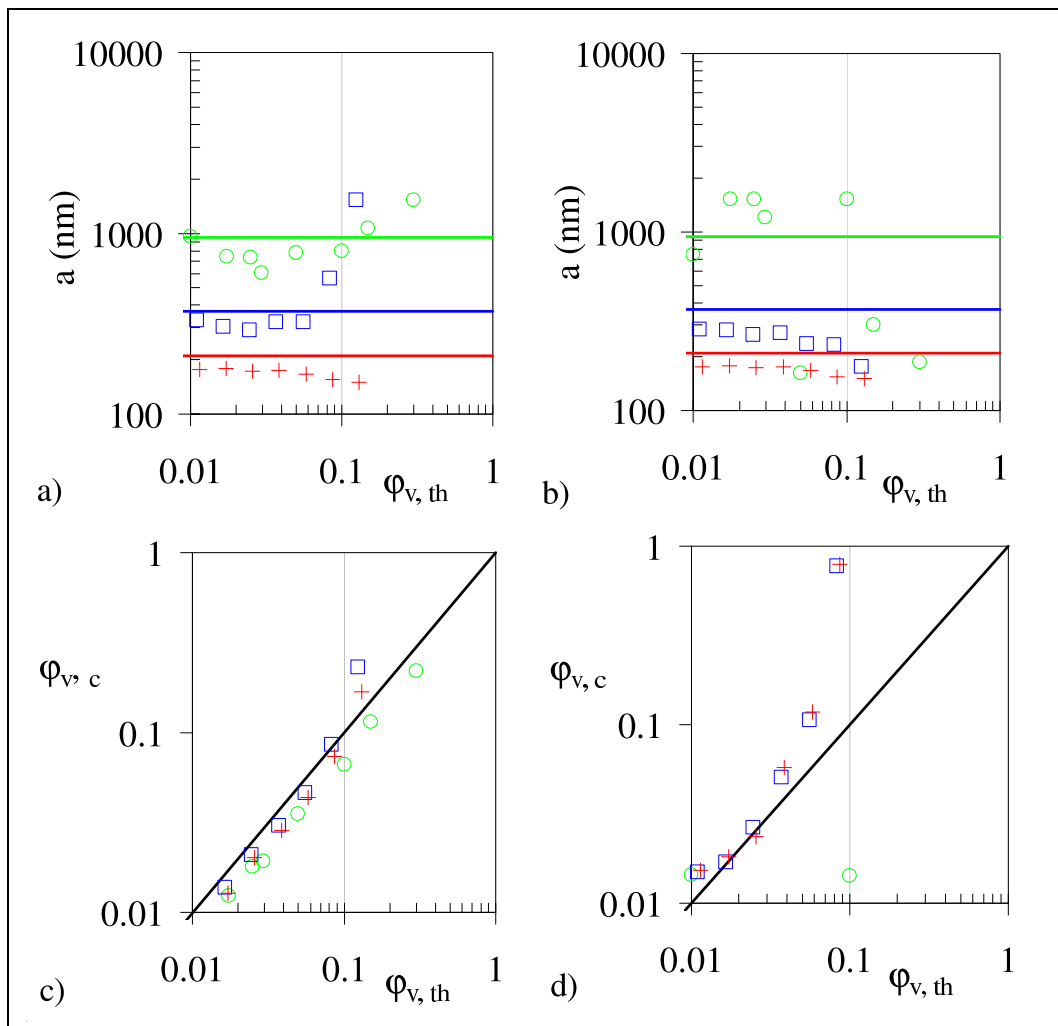 10000
1000
100
a (nm)
0.01 0.1 1
φv, th
a)
10000
1000
100
a (nm)
0.01 0.1 1
φv, th
b)
1
φv, c
0.1
0.01
0.01 0.1 1
φv, th
c)
1
φv, c
0.1
0.01
0.01 0.1 1
φv, th
d)